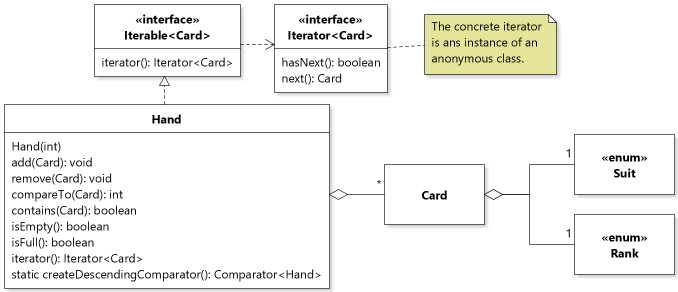 «interface»
Iterable<Card>
iterator(): Iterator<Card>
«interface»
Iterator<Card>
hasNext(): boolean
next(): Card
The concrete iterator
is ans instance of an
anonymous class.
Hand
Hand(int)
add(Card): void
remove(Card): void
compareTo(Card): int
contains(Card): boolean
isEmpty(): boolean
isFull(): boolean
iterator(): Iterator<Card>
static createDescendingComparator(): Comparator<Hand>
*
Card
1
«enum»
Suit
1
«enum»
Rank